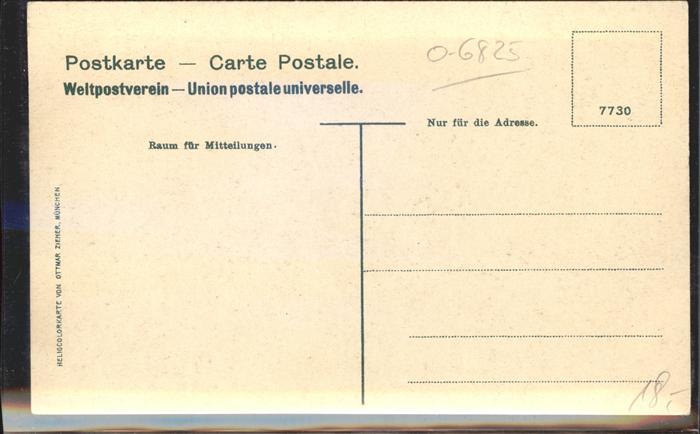 Postkarte — Carte Postale.
Weltpostverein — Union postale universelle.
0-6825
7730
Nur für die Adresse.
Raum für Mitteilungen.
HELIOCOLORKARTE VON OTTMAR ZIEHER, MÜNCHEN
18,-